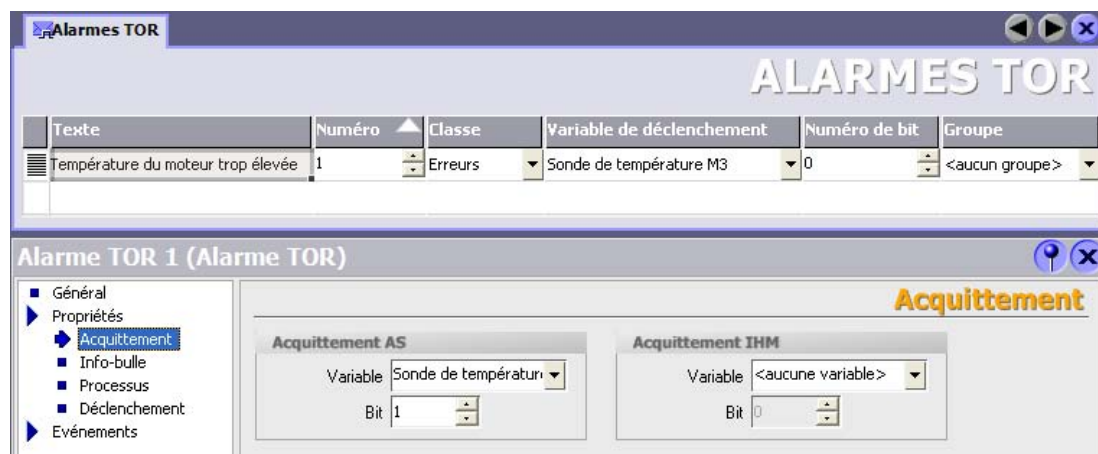 Alarmes TOR
ALARMES TOR
Texte Numéro Classe Variable de déclenchement Numéro de bit Groupe
Température du moteur trop élevée 1 Erreurs Sonde de température M3 0 <aucun groupe>
Alarme TOR 1 (Alarme TOR)
Général
Propriétés
Acquittement
Info-bulle
Processus
Déclenchement
Evénements
Acquittement
Acquittement AS
Variable Sonde de températur
Bit 1
Acquittement IHM
Variable <aucune variable>
Bit 0